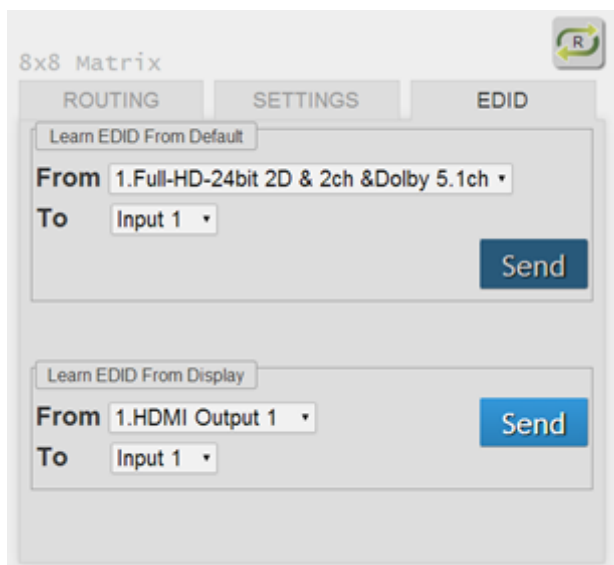 R
8x8 Matrix
ROUTING SETTINGS EDID
Learn EDID From Default
From 1.Full-HD-24bit 2D & 2ch &Dolby 5.1ch
To Input 1
Send
Learn EDID From Display
From 1.HDMI Output 1
Send
To Input 1